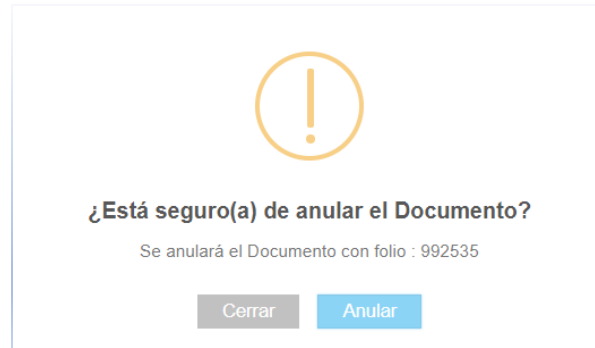 ¿Está seguro(a) de anular el Documento?
Se anulará el Documento con folio : 992535
Cerrar
Anular